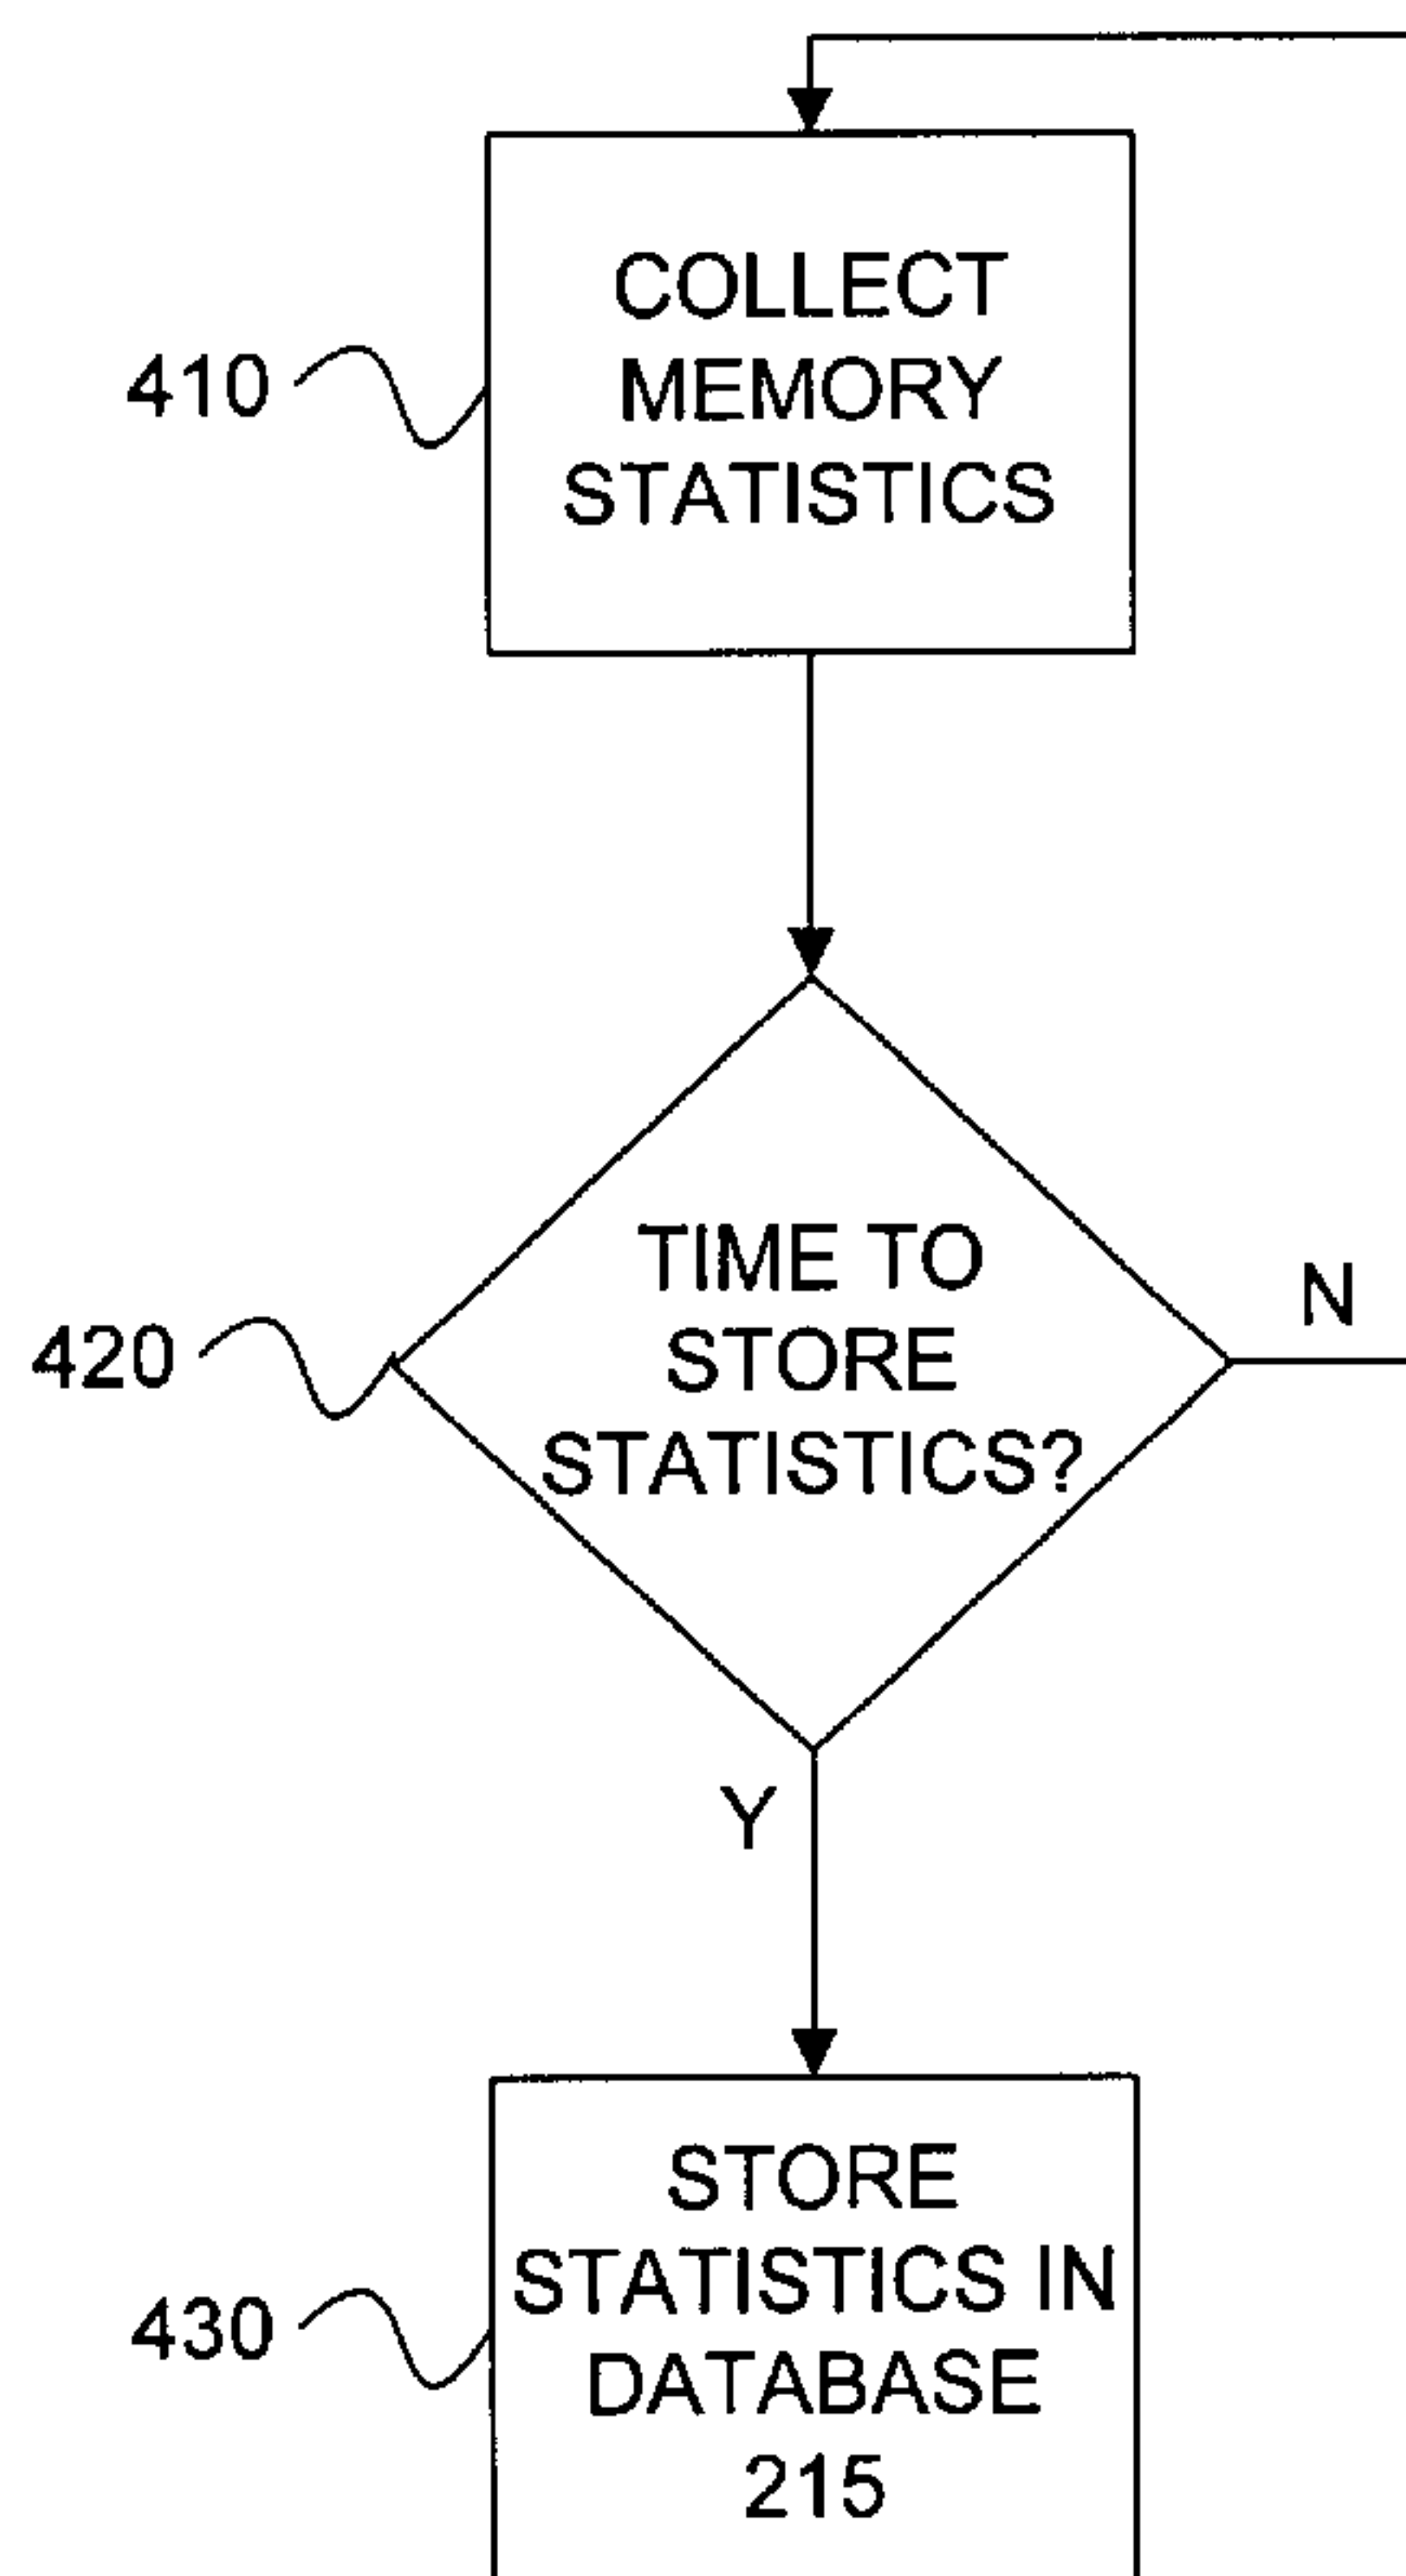 COLLECT
MEMORY
STATISTICS
410
TIME TO
STORE
STATISTICS?
420
N
Y
STORE
STATISTICS IN
DATABASE
215
430